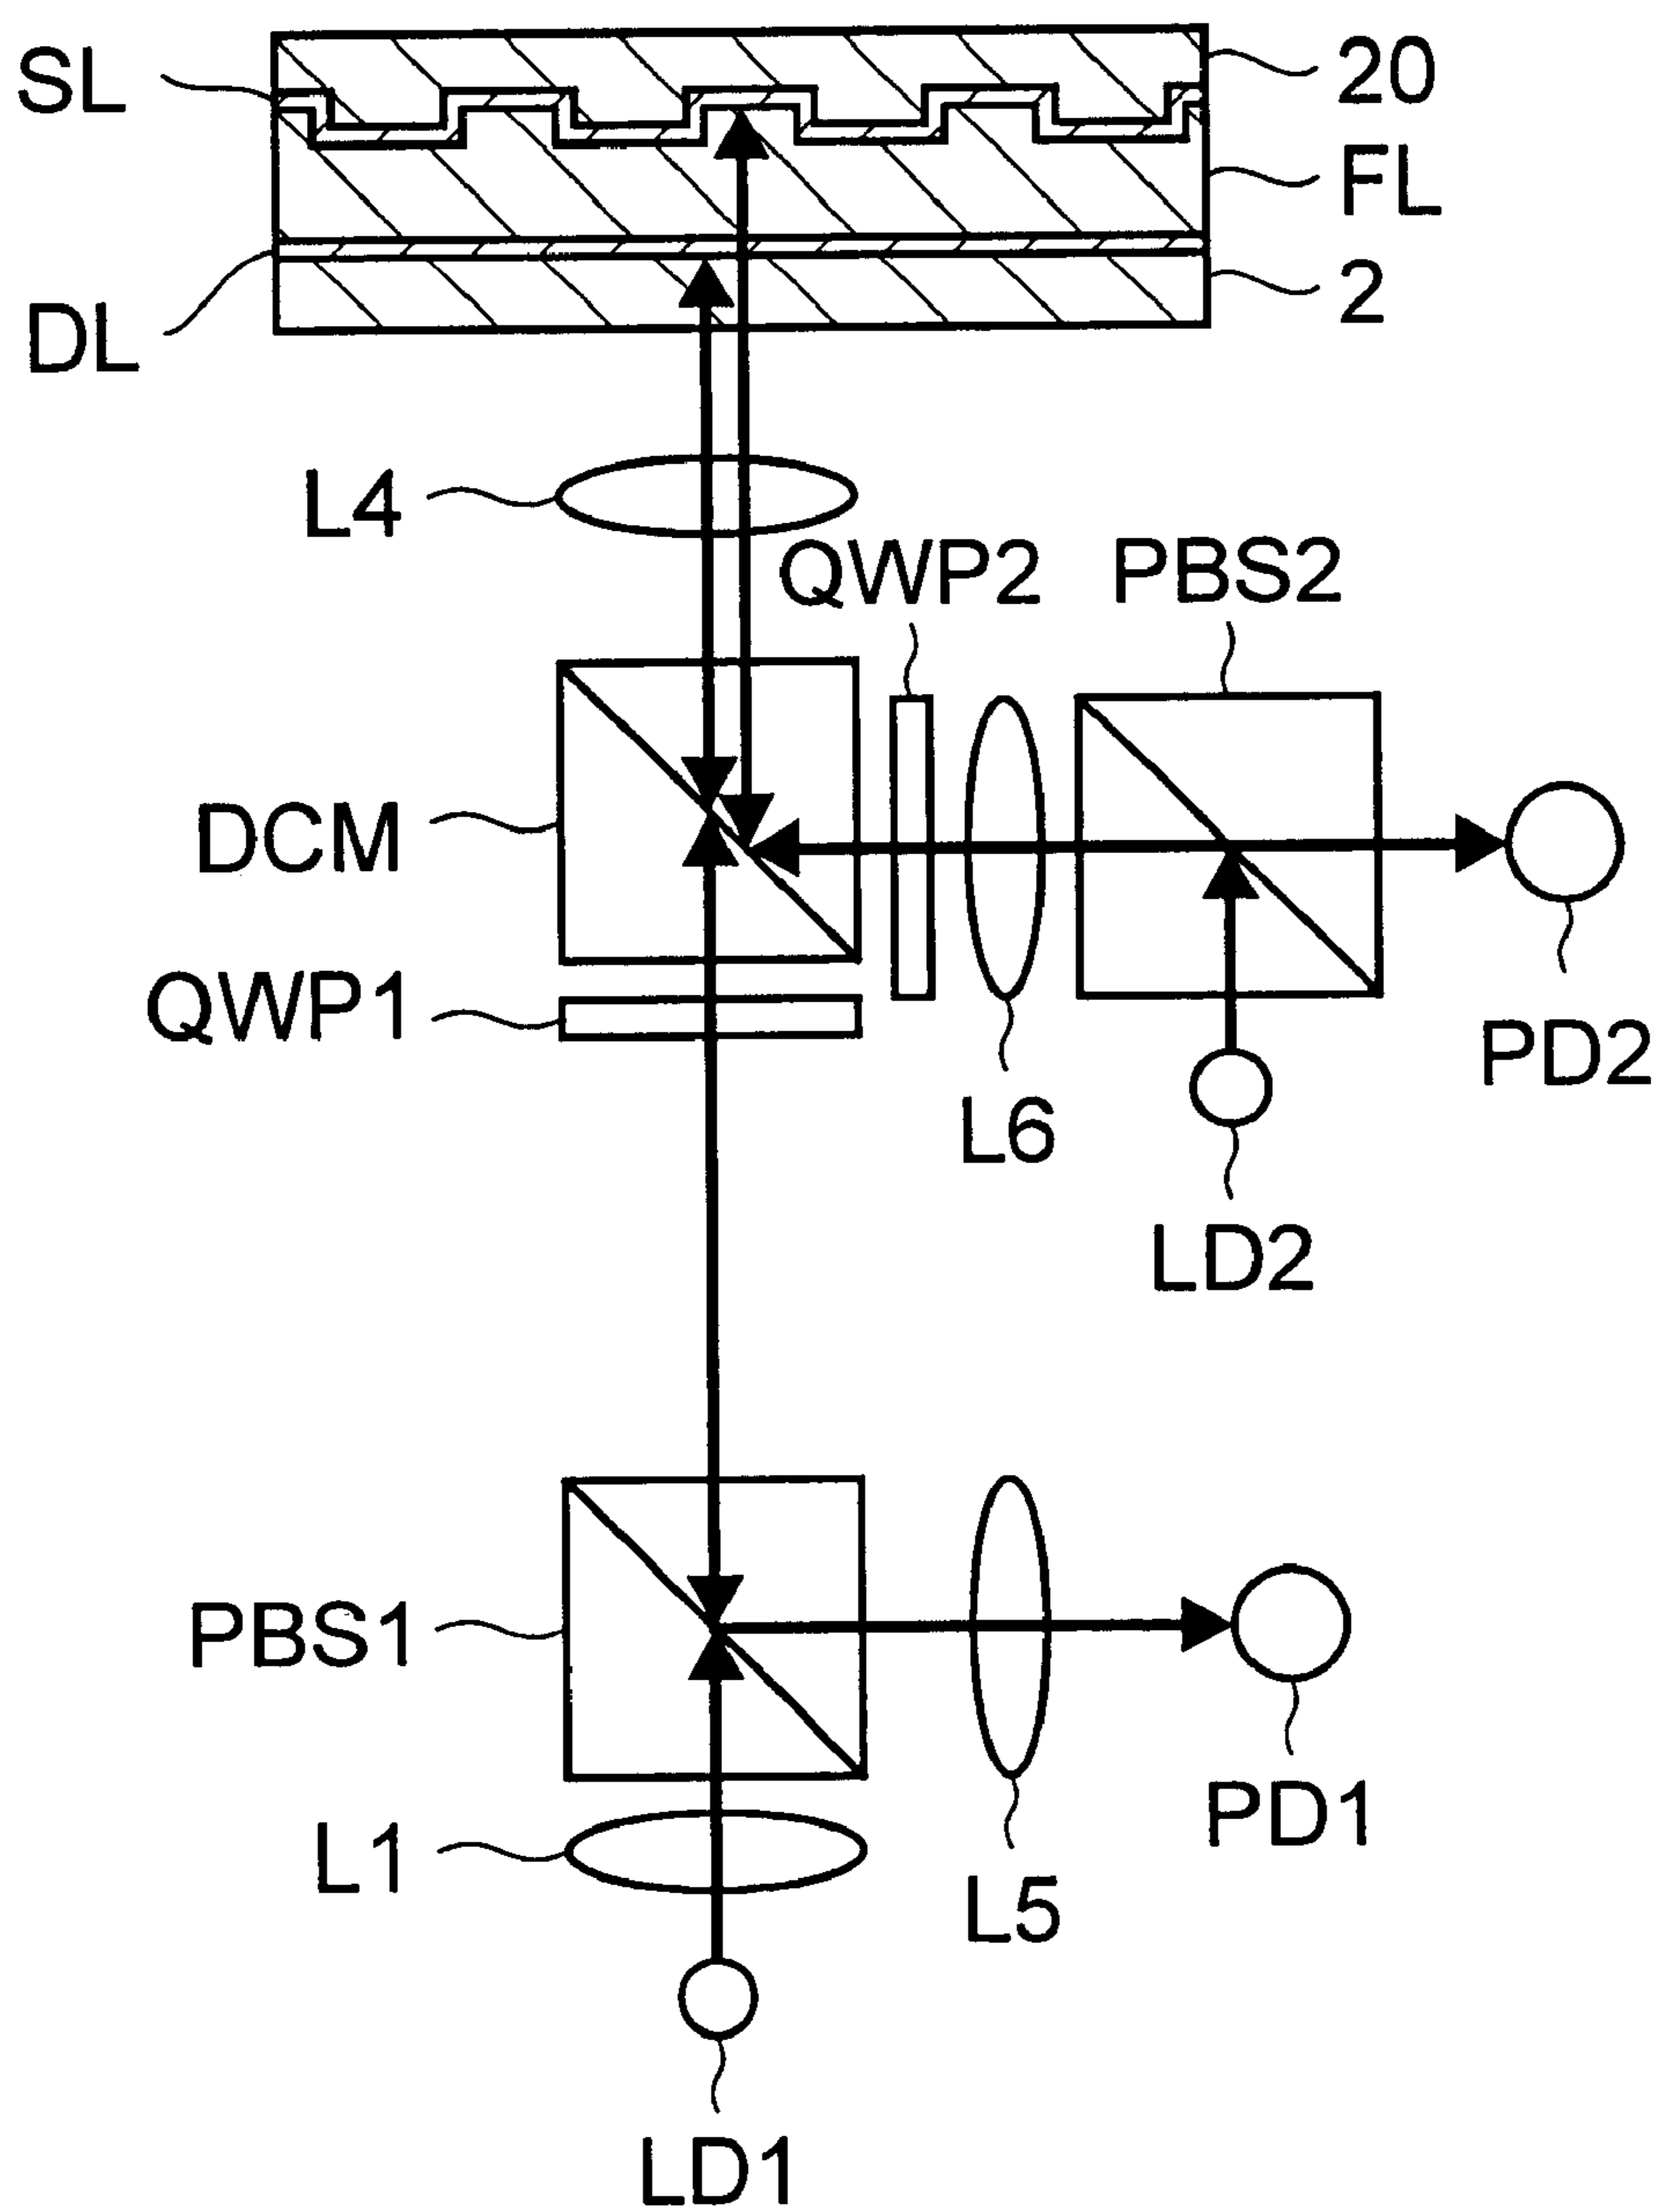 SL
20
FL
DL
2
L4
QWP2
PBS2
DCM
QWP1
PD2
L6
LD2
PBS1
PD1
L1
L5
LD1